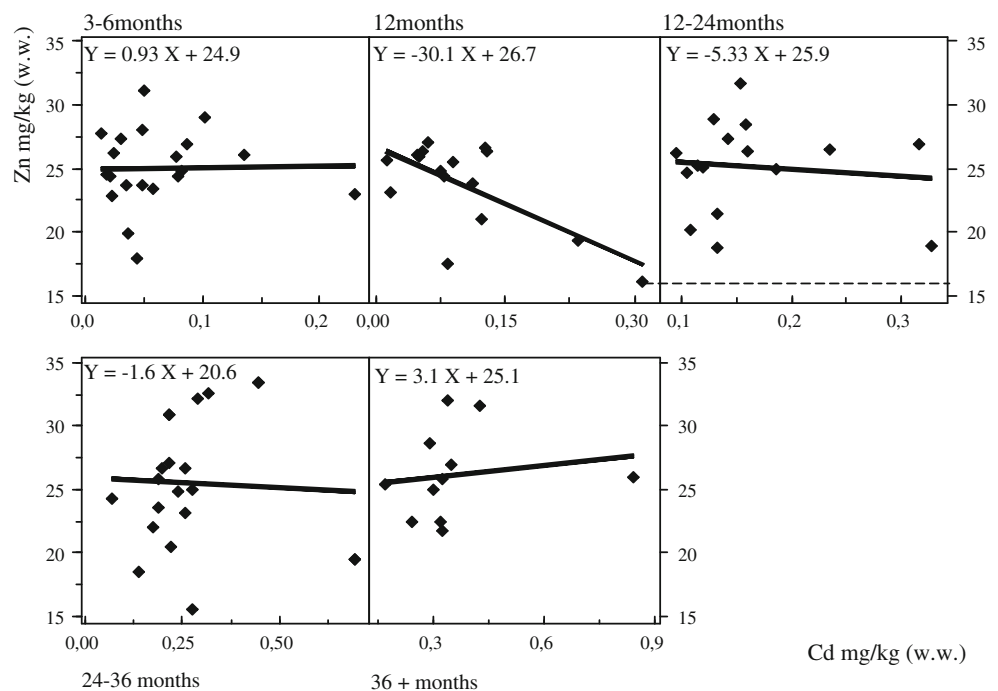 3-6months 12months 12-24months
Y = 0.93 X + 24.9 Y = -30.1 X + 26.7 Y = -5.33 X + 25.9
Zn mg/kg (w.w.)
35 35
30 30
25 25
20 20
15 15
0,0 0,1 0,2 0,00 0,15 0,30 0,1 0,2 0,3
Y = -1.6 X + 20.6 Y = 3.1 X + 25.1
35 35
30 30
25 25
20 20
15 15
0,00 0,25 0,50 0,3 0,6 0,9
Cd mg/kg (w.w.)
24-36 months 36 + months